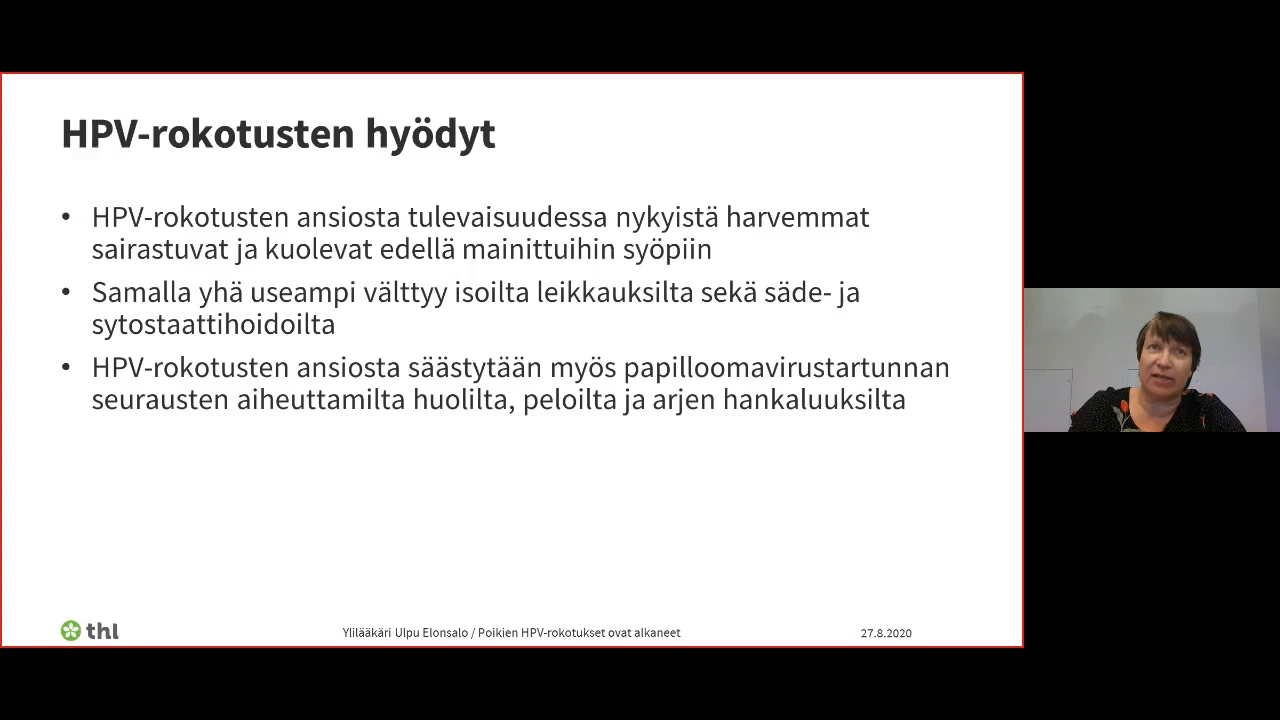 HPV-rokotusten hyödyt
• HPV-rokotusten ansiosta tulevaisuudessa nykyistä harvemmat
sairastuvat ja kuolevat edellä mainittuihin syöpiin
• Samalla yhä useampi välttyy isoilta leikkauksilta sekä säde- ja
sytostaattihoidoilta
• HPV-rokotusten ansiosta säästytään myös papilloomavirustartunnan
seurausten aiheuttamilta huolilta, peloilta ja arjen hankaluuksilta
thl
Ylilääkäri Ulpu Elonsalo / Poikien HPV-rokotukset ovat alkaneet
27.8.2020